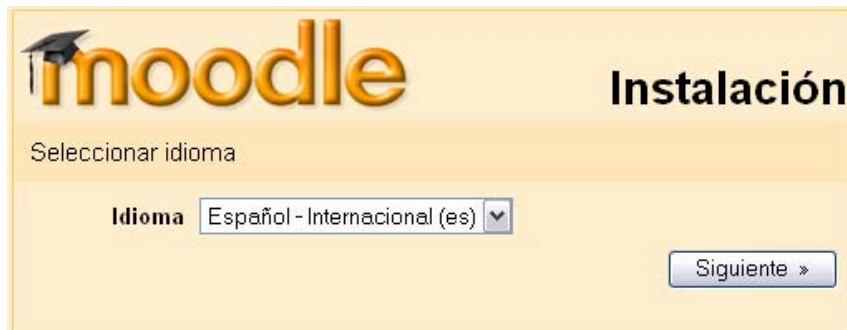 moodle
Instalación
Seleccionar idioma
Idioma Español - Internacional (es)
Siguiente »